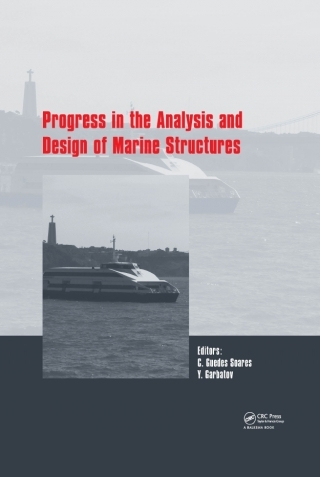 Progress in the Analysis and
Design of Marine Structures
Editors:
C. Guedes Soares
Y. Garbatov
CRC Press
Taylor & Francis Group
A BALKEMA BOOK